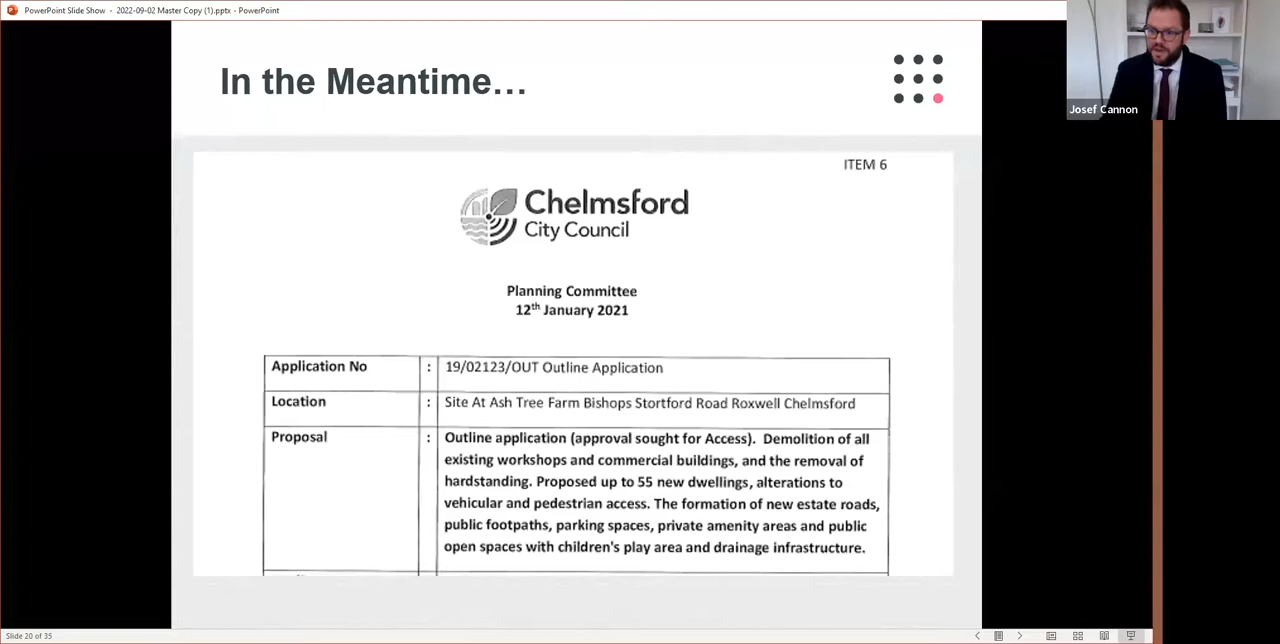 PowerPoint Slide Show - 2022-09-02 Master Copy (1).pptx - PowerPoint
Josef Cannon
In the Meantime…
ITEM 6
Chelmsford
City Council
Planning Committee
12th January 2021
Application No : 19/02123/OUT Outline Application
Location : Site At Ash Tree Farm Bishops Stortford Road Roxwell Chelmsford
Proposal : Outline application (approval sought for Access). Demolition of all
existing workshops and commercial buildings, and the removal of
hardstanding. Proposed up to 55 new dwellings, alterations to
vehicular and pedestrian access. The formation of new estate roads,
public footpaths, parking spaces, private amenity areas and public
open spaces with children's play area and drainage infrastructure.
Slide 20 of 35